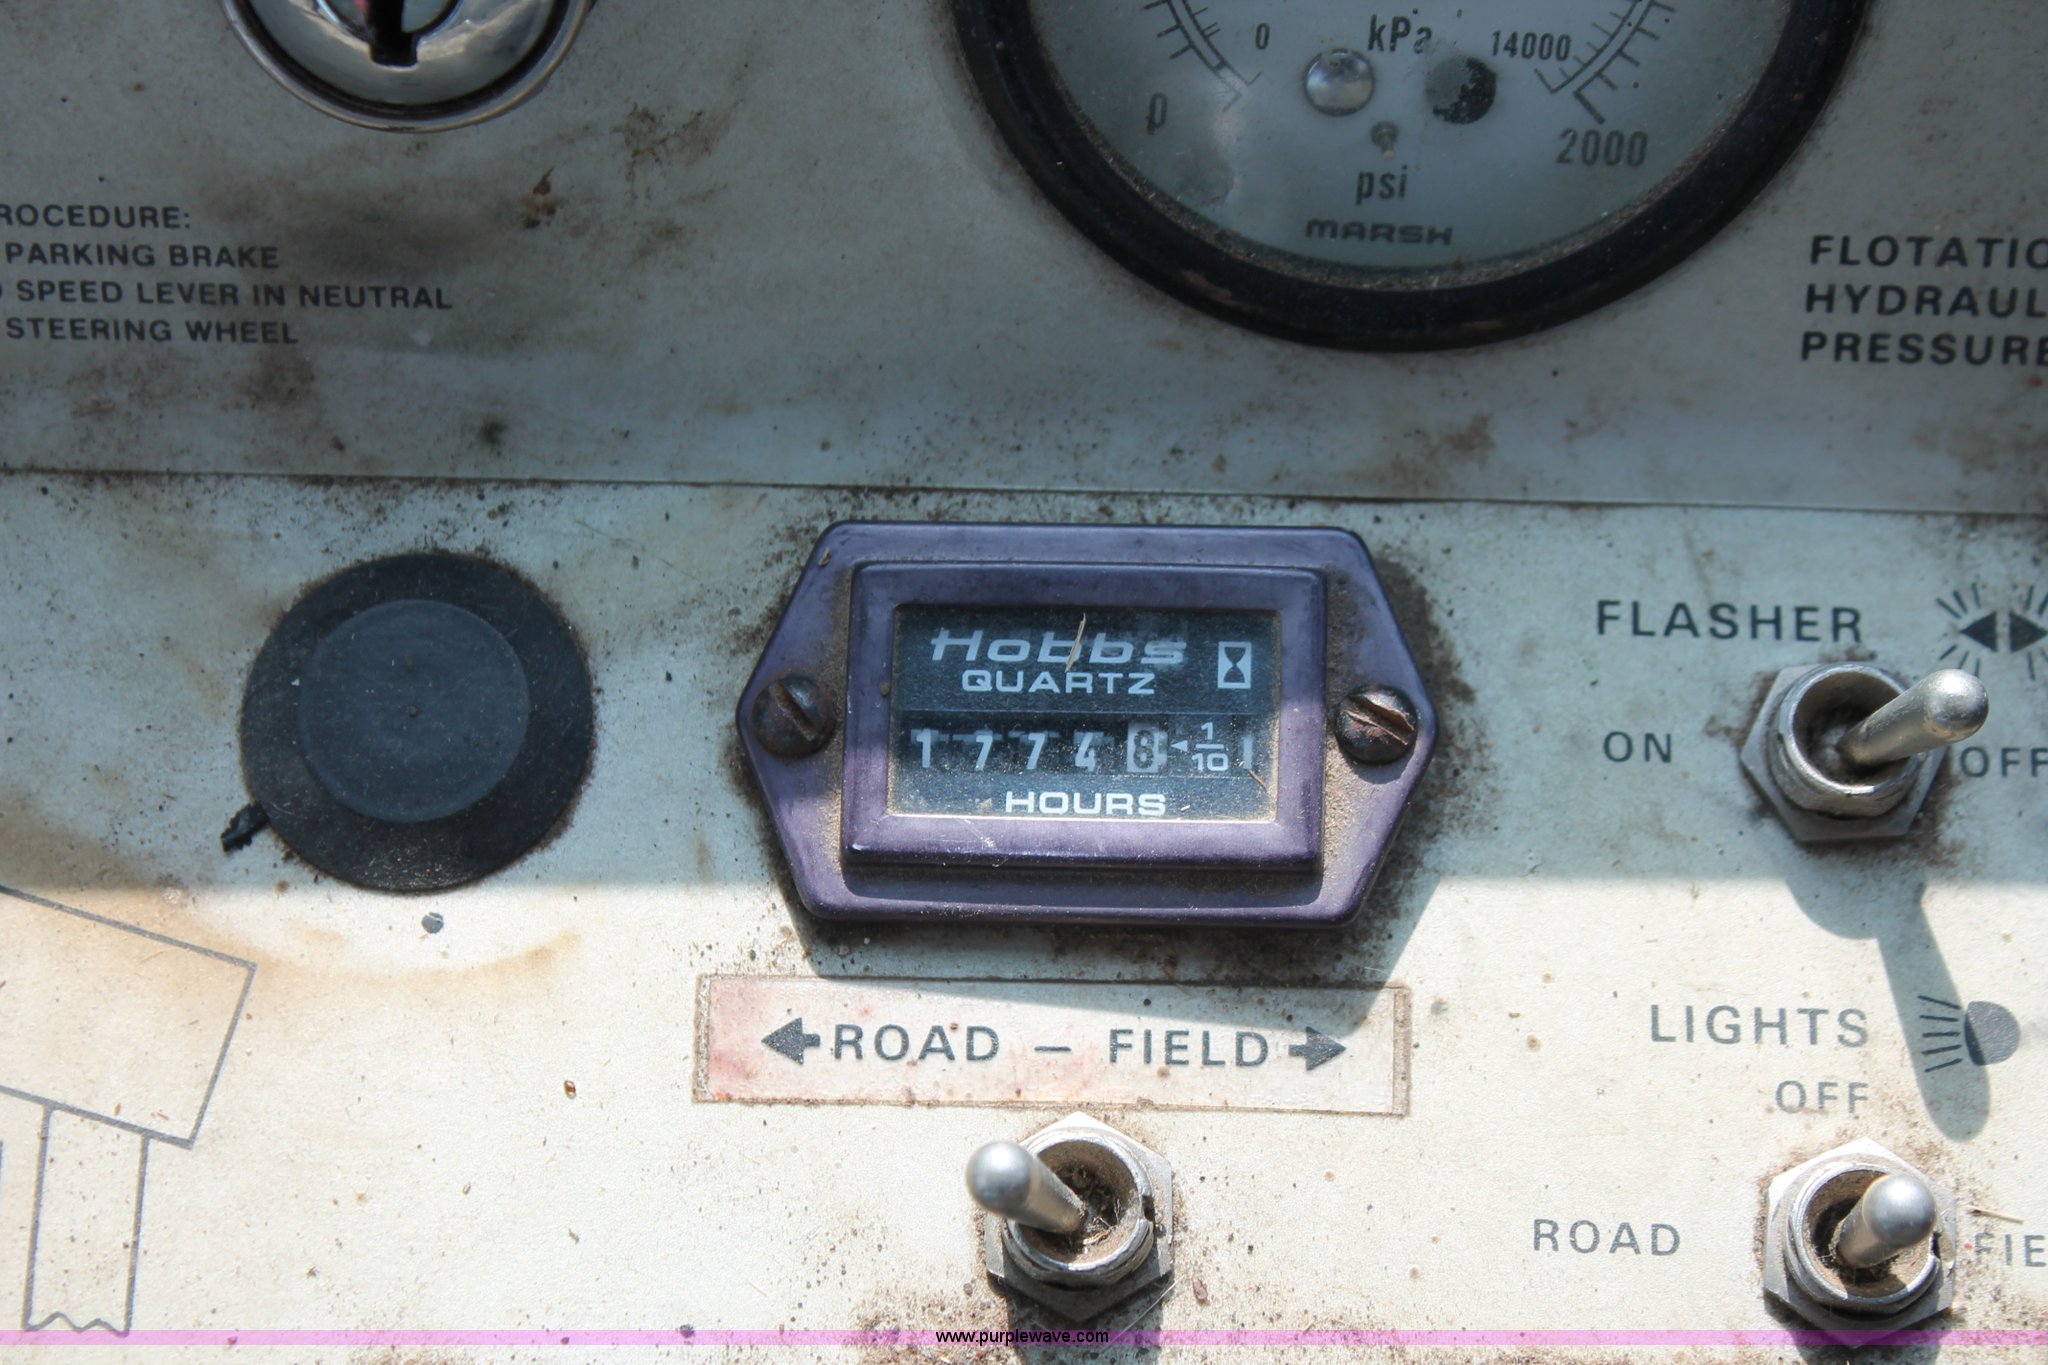 0 kPa 14000
0 2000
psi
MARSH
ROCEDURE:
PARKING BRAKE
SPEED LEVER IN NEUTRAL
STEERING WHEEL
FLOTATIO
HYDRAUL
PRESSURE
Hobbs
QUARTZ
1 7 7 4 8 1/10
HOURS
FLASHER
ON OFF
ROAD – FIELD
LIGHTS
OFF
ROAD FIE
www.purplewave.com